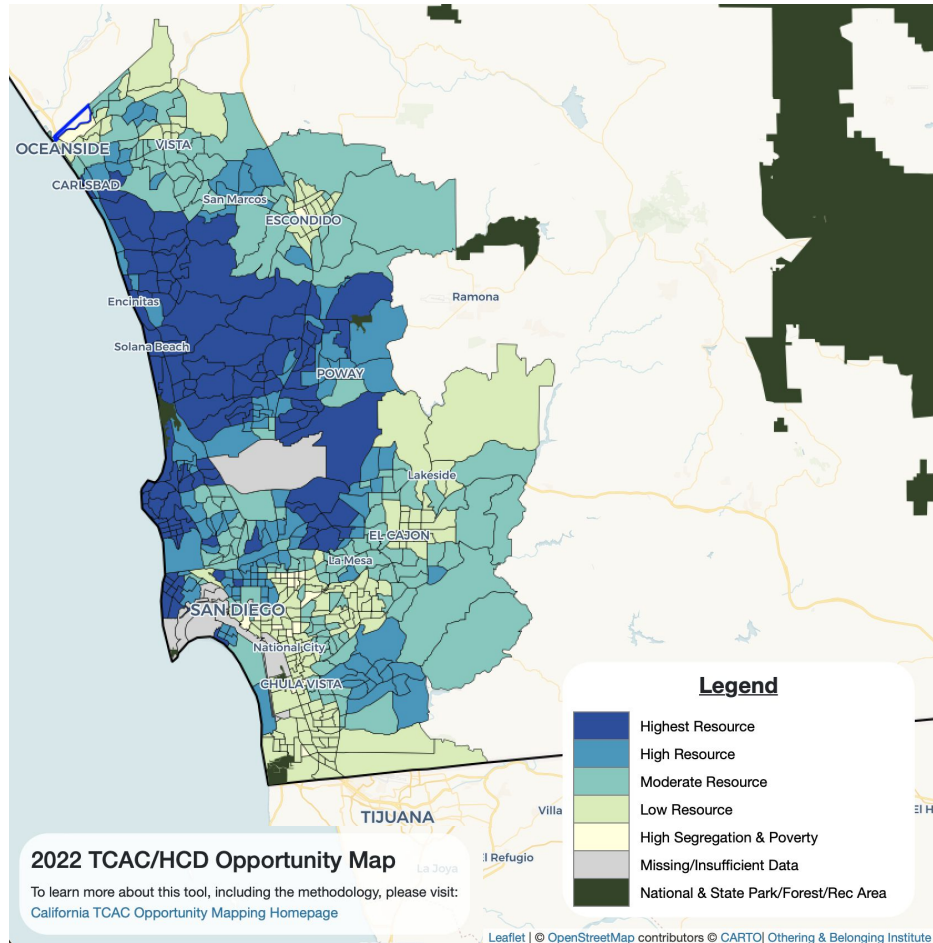 OCEANSIDE
VISTA
CARLSBAD
San Marcos
ESCONDIDO
Encinitas
Ramona
Solana Beach
POWAY
Lakeside
EL CAJON
La Mesa
SAN DIEGO
National City
CHULA VISTA
TIJUANA
Villa
El H
El Refugio
La Joya
Legend
Highest Resource
High Resource
Moderate Resource
Low Resource
High Segregation & Poverty
Missing/Insufficient Data
National & State Park/Forest/Rec Area
2022 TCAC/HCD Opportunity Map
To learn more about this tool, including the methodology, please visit:
California TCAC Opportunity Mapping Homepage
Leaflet | © OpenStreetMap contributors © CARTO| Othering & Belonging Institute